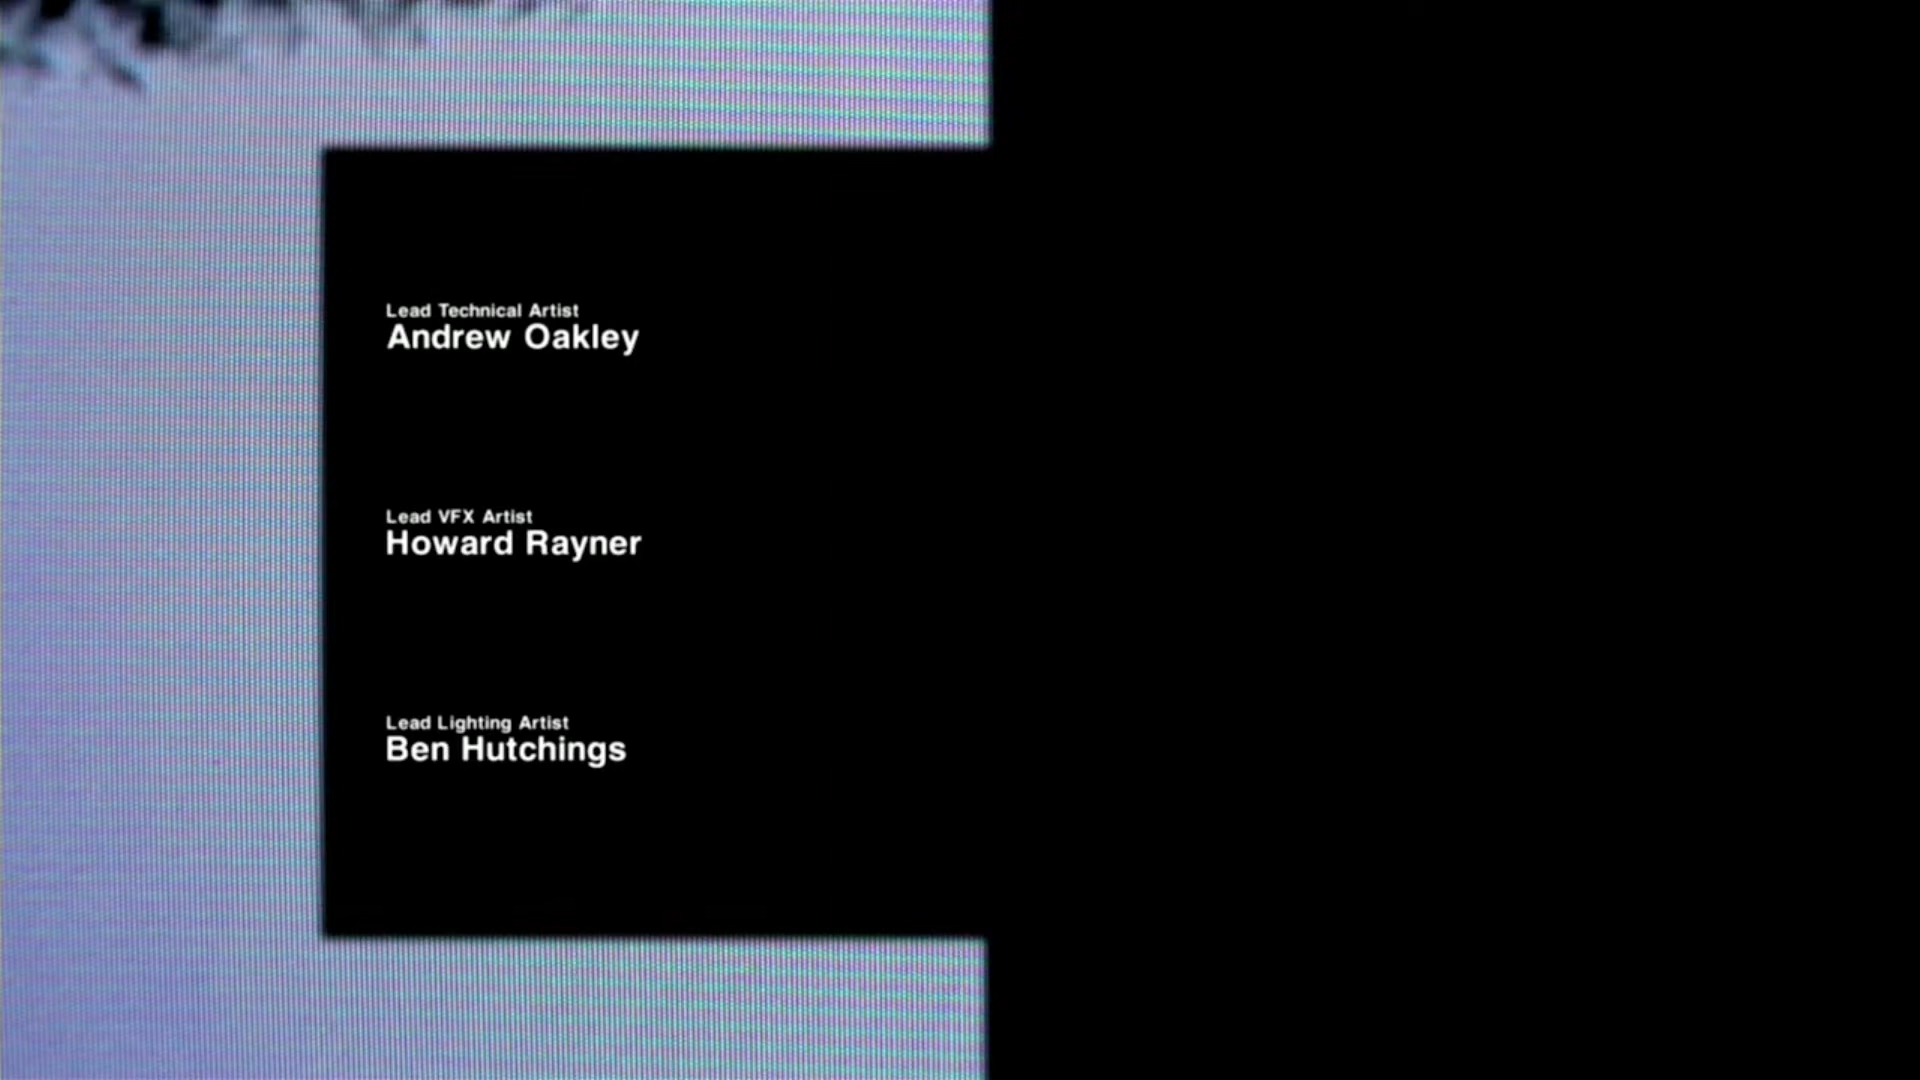 Lead Technical Artist
Andrew Oakley
Lead VFX Artist
Howard Rayner
Lead Lighting Artist
Ben Hutchings